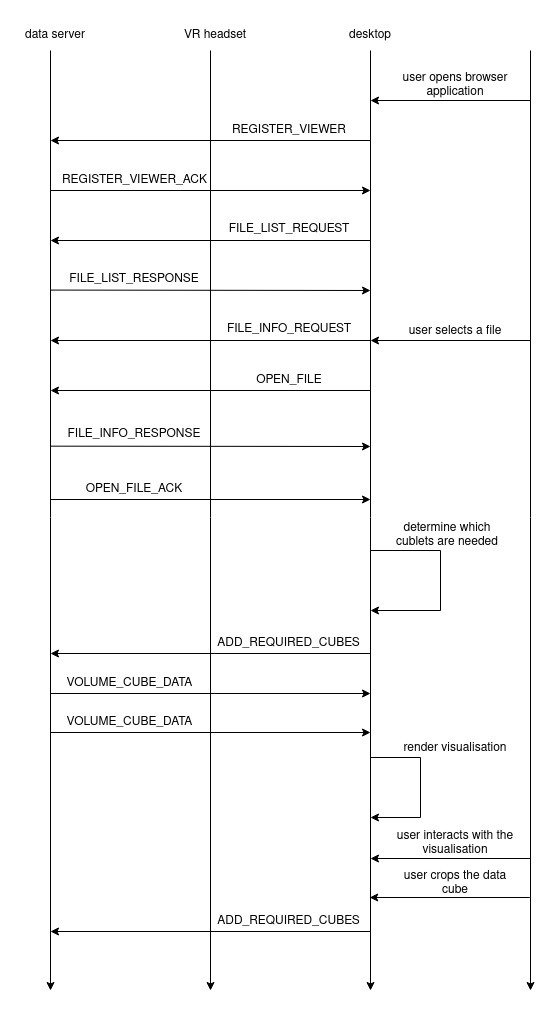 data server
VR headset
desktop
user opens browser
application
REGISTER_VIEWER
REGISTER_VIEWER_ACK
FILE_LIST_REQUEST
FILE_LIST_RESPONSE
FILE_INFO_REQUEST
user selects a file
OPEN_FILE
FILE_INFO_RESPONSE
OPEN_FILE_ACK
determine which
cublets are needed
ADD_REQUIRED_CUBES
VOLUME_CUBE_DATA
VOLUME_CUBE_DATA
render visualisation
user interacts with the
visualisation
user crops the data
cube
ADD_REQUIRED_CUBES